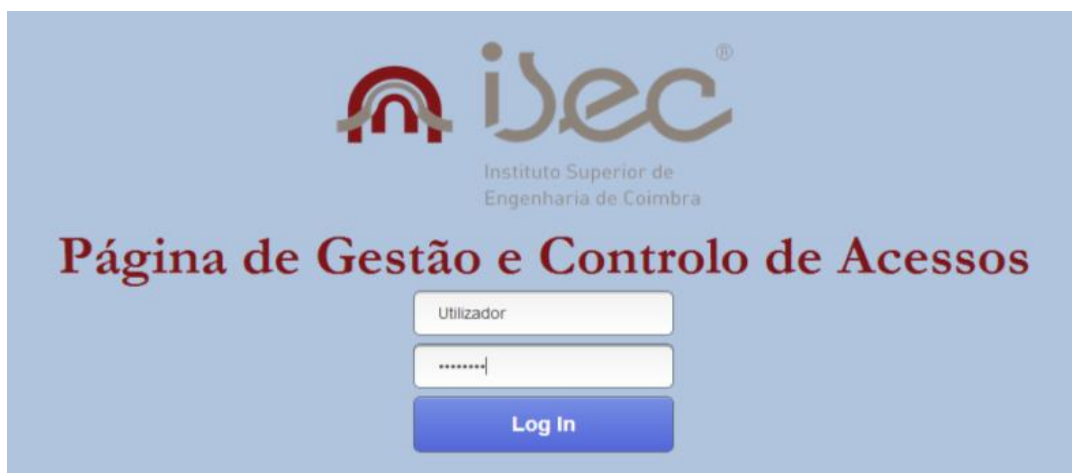 isec®
Instituto Superior de
Engenharia de Coimbra
Página de Gestão e Controlo de Acessos
Utilizador
••••••••
Log In